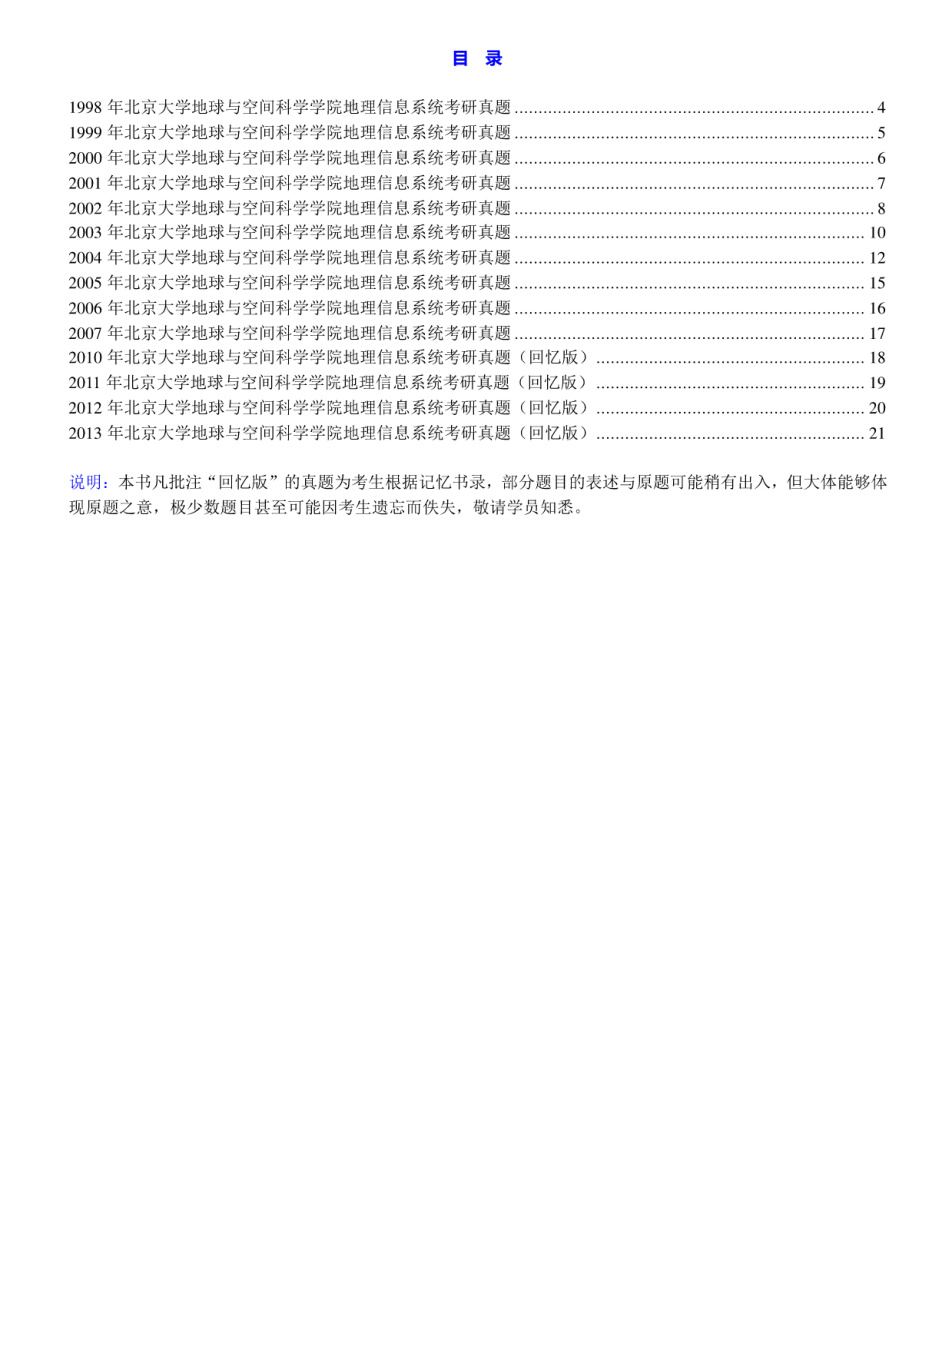 目 录
1998 年北京大学地球与空间科学学院地理信息系统考研真题........................................................................... 4
1999 年北京大学地球与空间科学学院地理信息系统考研真题........................................................................... 5
2000 年北京大学地球与空间科学学院地理信息系统考研真题........................................................................... 6
2001 年北京大学地球与空间科学学院地理信息系统考研真题........................................................................... 7
2002 年北京大学地球与空间科学学院地理信息系统考研真题........................................................................... 8
2003 年北京大学地球与空间科学学院地理信息系统考研真题......................................................................... 10
2004 年北京大学地球与空间科学学院地理信息系统考研真题......................................................................... 12
2005 年北京大学地球与空间科学学院地理信息系统考研真题......................................................................... 15
2006 年北京大学地球与空间科学学院地理信息系统考研真题......................................................................... 16
2007 年北京大学地球与空间科学学院地理信息系统考研真题......................................................................... 17
2010 年北京大学地球与空间科学学院地理信息系统考研真题（回忆版）........................................................ 18
2011 年北京大学地球与空间科学学院地理信息系统考研真题（回忆版）........................................................ 19
2012 年北京大学地球与空间科学学院地理信息系统考研真题（回忆版）........................................................ 20
2013 年北京大学地球与空间科学学院地理信息系统考研真题（回忆版）........................................................ 21
说明：本书凡批注“回忆版”的真题为考生根据记忆书录，部分题目的表述与原题可能稍有出入，但大体能够体
现原题之意，极少数题目甚至可能因考生遗忘而佚失，敬请学员知悉。